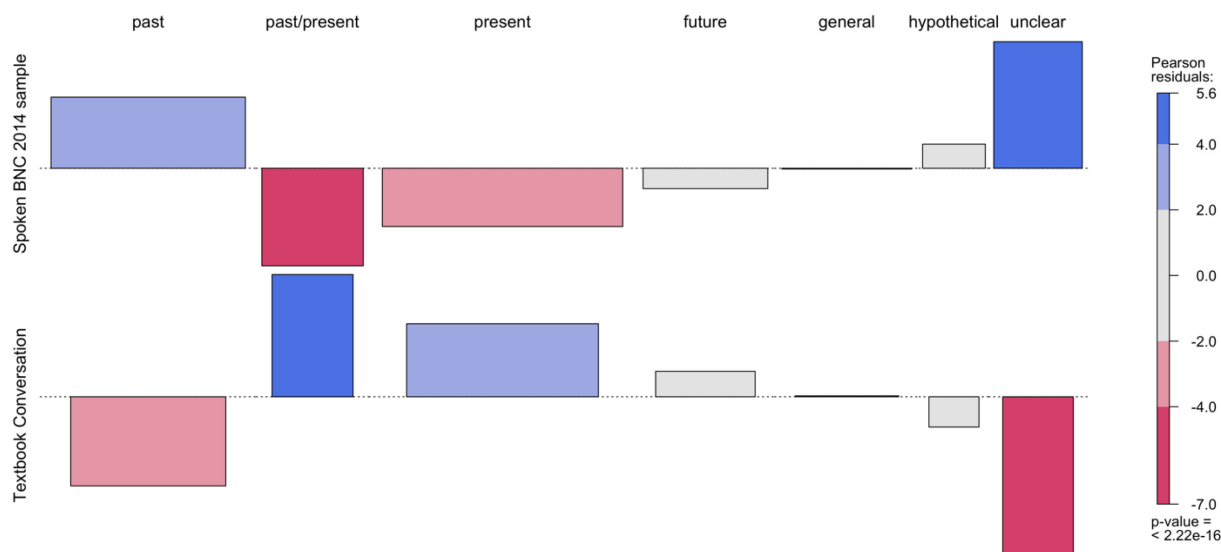 past past/present present future general hypothetical unclear
Spoken BNC 2014 sample
Textbook Conversation
Pearson
residuals:
5.6
4.0
2.0
0.0
-2.0
-4.0
-7.0
p-value =
< 2.22e-16